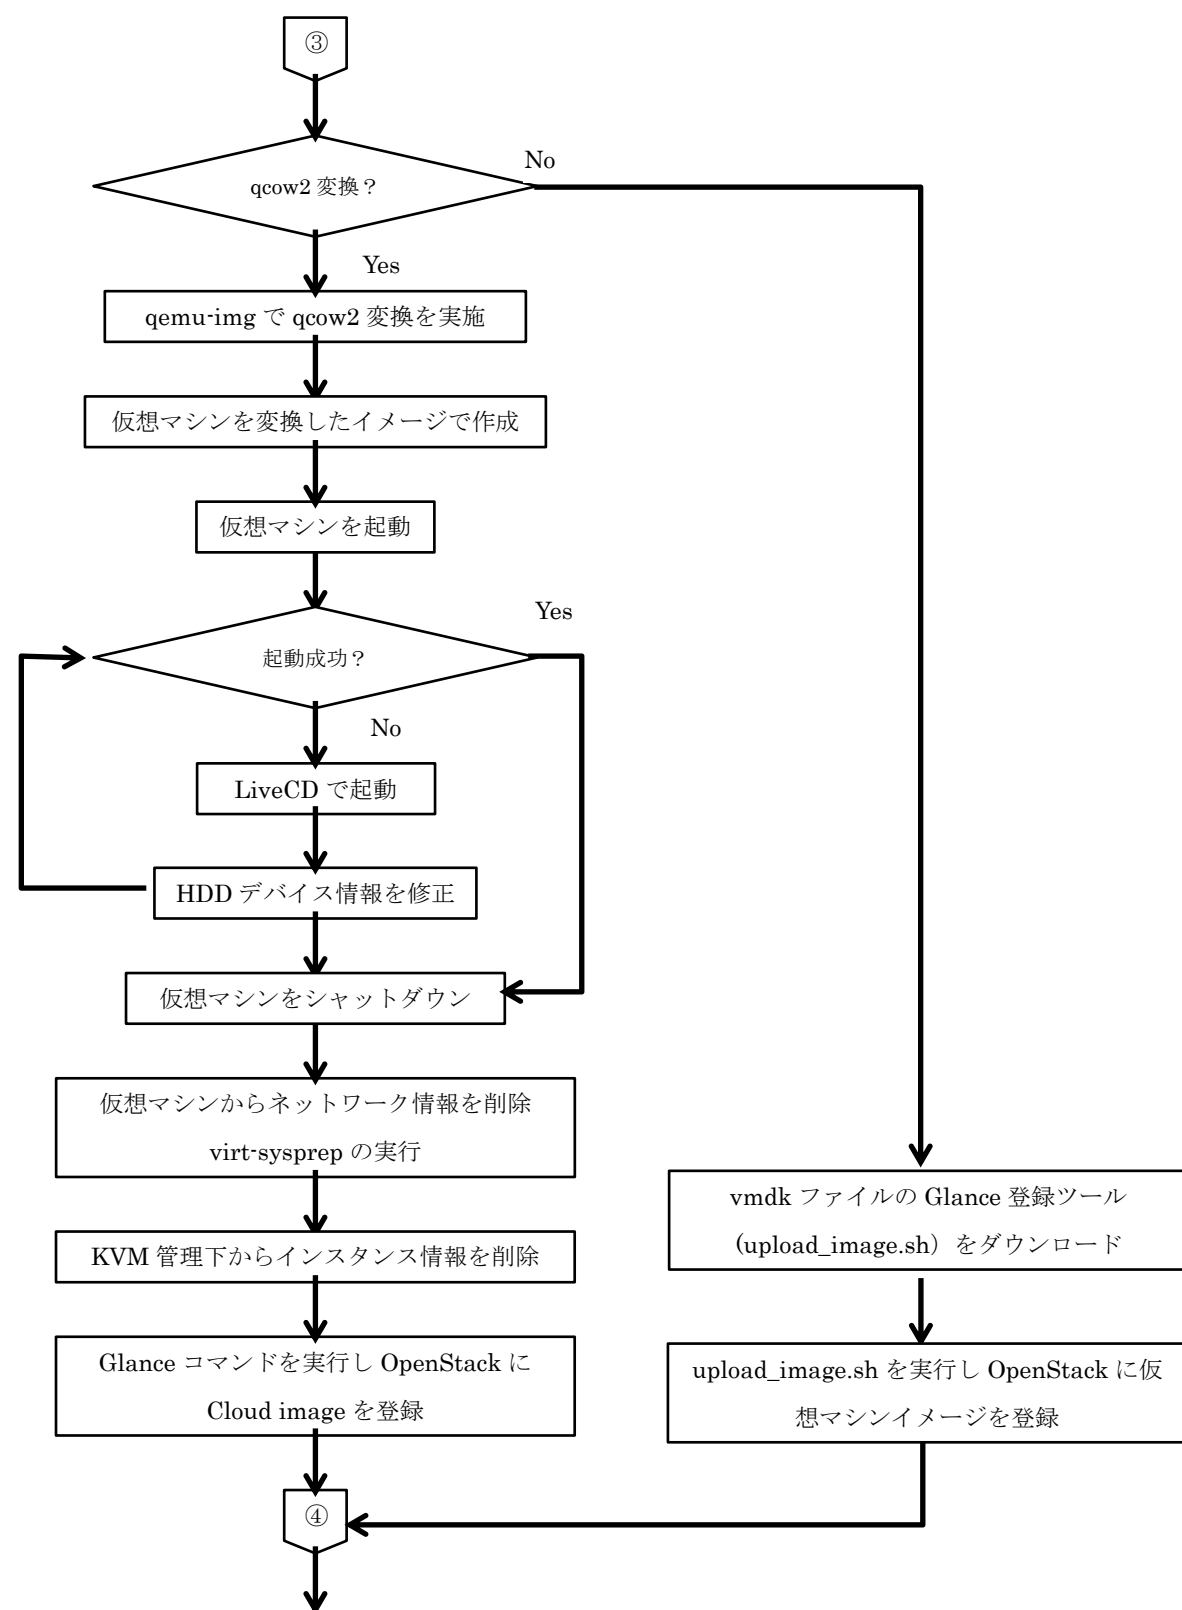 ③
No
qcow2 変換？
Yes
qemu-img で qcow2 変換を実施
仮想マシンを変換したイメージで作成
仮想マシンを起動
Yes
起動成功？
No
LiveCD で起動
HDD デバイス情報を修正
仮想マシンをシャットダウン
仮想マシンからネットワーク情報を削除
virt-sysprep の実行
KVM 管理下からインスタンス情報を削除
Glance コマンドを実行し OpenStack に
Cloud image を登録
vmdk ファイルの Glance 登録ツール
(upload_image.sh）をダウンロード
upload_image.sh を実行し OpenStack に仮
想マシンイメージを登録
④